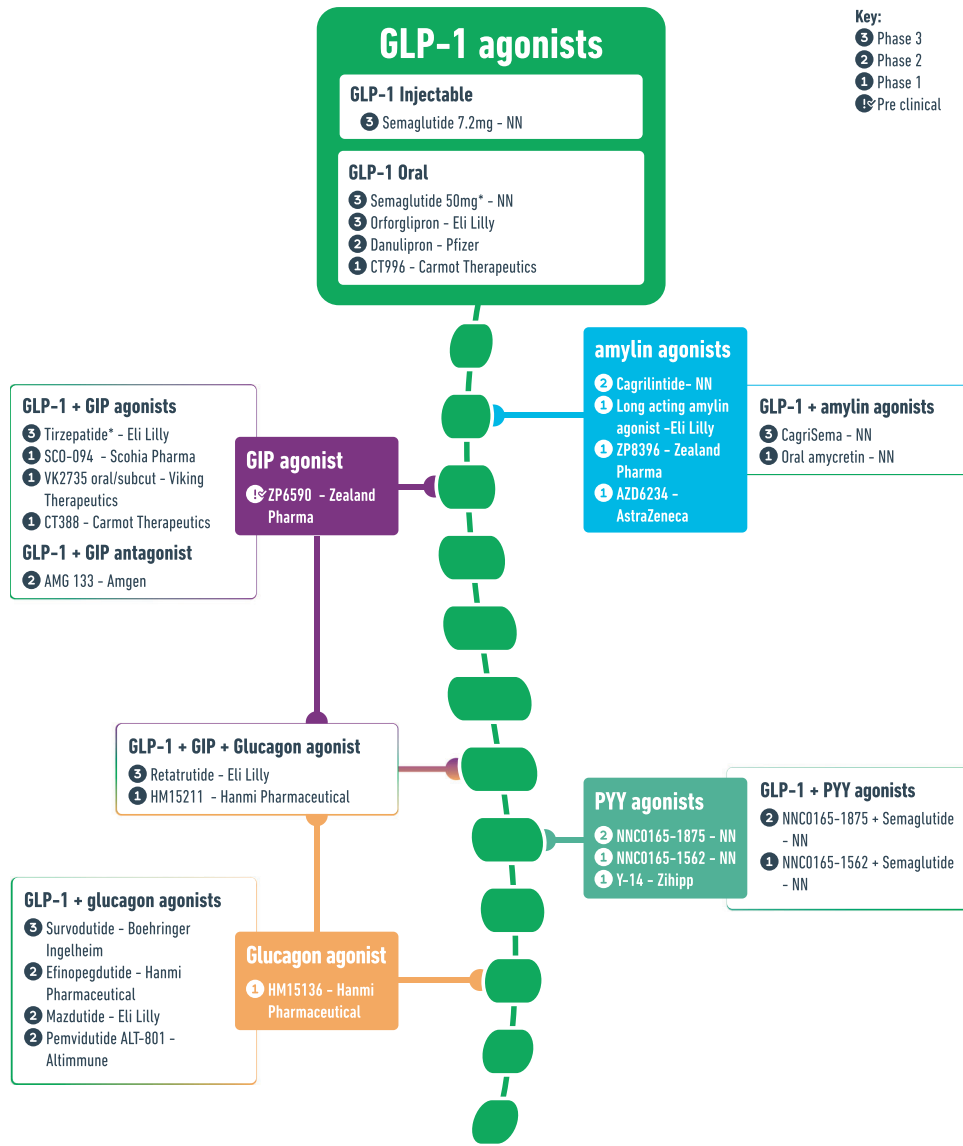 GLP-1 agonists
GLP-1 Injectable
3 Semaglutide 7.2mg - NN
GLP-1 Oral
3 Semaglutide 50mg* - NN
3 Orforglipron - Eli Lilly
2 Danulipron - Pfizer
1 CT996 - Carmot Therapeutics
Key:
3 Phase 3
2 Phase 2
1 Phase 1
! Pre clinical
amylin agonists
2 Cagrilintide- NN
1 Long acting amylin
agonist -Eli Lilly
1 ZP8396 - Zealand
Pharma
1 AZD6234 -
AstraZeneca
GLP-1 + amylin agonists
3 CagriSema - NN
1 Oral amycretin - NN
GLP-1 + GIP agonists
3 Tirzepatide* - Eli Lilly
1 SCO-094 - Scohia Pharma
1 VK2735 oral/subcut - Viking
Therapeutics
1 CT388 - Carmot Therapeutics
GLP-1 + GIP antagonist
2 AMG 133 - Amgen
GIP agonist
! ZP6590 - Zealand
Pharma
GLP-1 + GIP + Glucagon agonist
3 Retatrutide - Eli Lilly
1 HM15211 - Hanmi Pharmaceutical
PYY agonists
2 NNC0165-1875 - NN
1 NNC0165-1562 - NN
1 Y-14 - Zihipp
GLP-1 + PYY agonists
2 NNC0165-1875 + Semaglutide
- NN
1 NNC0165-1562 + Semaglutide
- NN
GLP-1 + glucagon agonists
3 Survodutide - Boehringer
Ingelheim
2 Efinopegdutide - Hanmi
Pharmaceutical
2 Mazdutide - Eli Lilly
2 Pemvidutide ALT-801 -
Altimmune
Glucagon agonist
1 HM15136 - Hanmi
Pharmaceutical